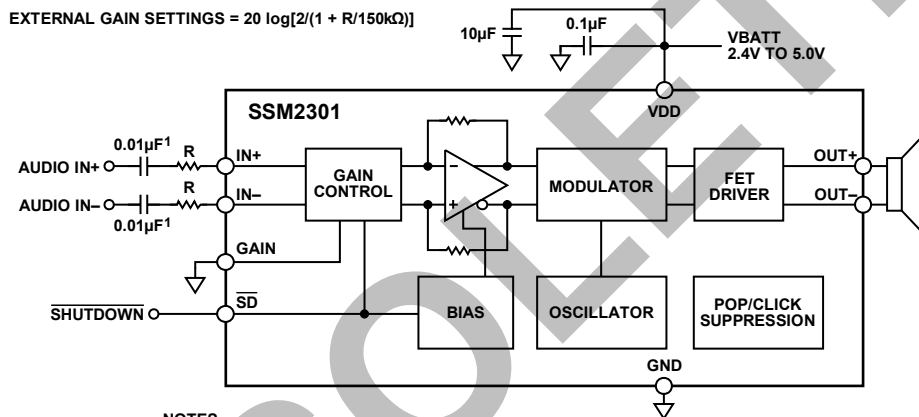 EXTERNAL GAIN SETTINGS = 20 log[2/(1 + R/150kΩ)]
10µF
0.1µF
VBATT
2.4V TO 5.0V
VDD
SSM2301
0.01µF1
R
AUDIO IN+
IN+
GAIN
CONTROL
MODULATOR
FET
DRIVER
OUT+
R
AUDIO IN–
IN–
OUT–
0.01µF1
GAIN
SHUTDOWN
SD
BIAS
OSCILLATOR
POP/CLICK
SUPPRESSION
GND